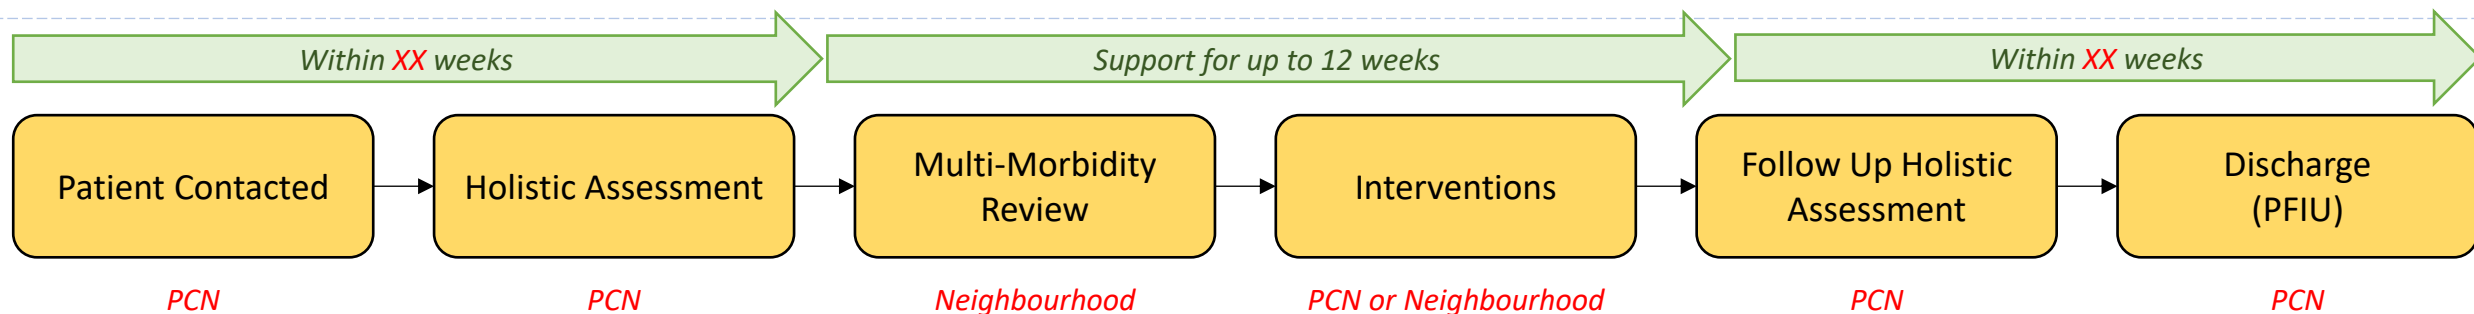 Within XX weeks
Support for up to 12 weeks
Within XX weeks
Patient Contacted
Holistic Assessment
Multi-Morbidity
Review
Interventions
Follow Up Holistic
Assessment
Discharge
(PFIU)
PCN
PCN
Neighbourhood
PCN or Neighbourhood
PCN
PCN